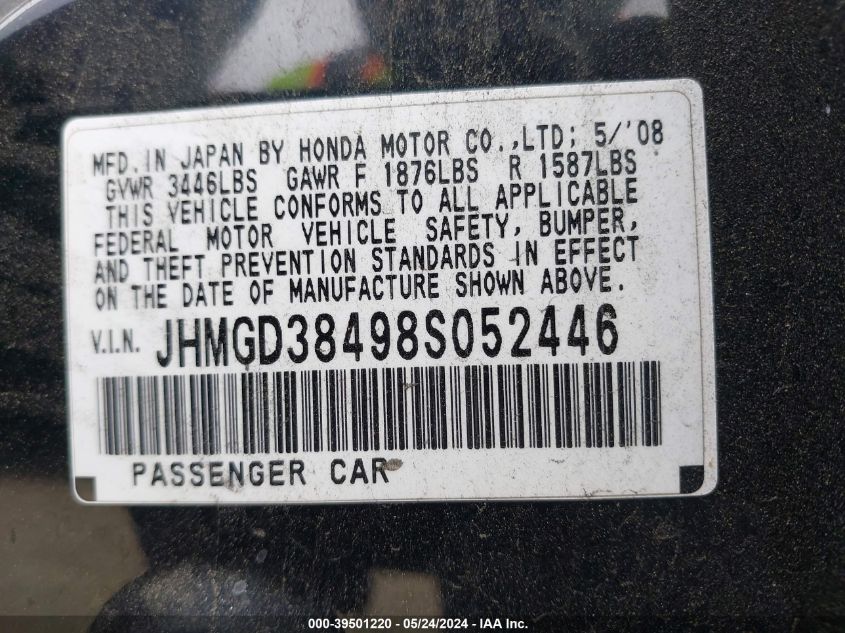 MFD. IN JAPAN BY HONDA MOTOR CO.,LTD; 5/'08
GVWR 3446LBS GAWR F 1876LBS R 1587LBS
THIS VEHICLE CONFORMS TO ALL APPLICABLE
FEDERAL MOTOR VEHICLE SAFETY, BUMPER,
AND THEFT PREVENTION STANDARDS IN EFFECT
ON THE DATE OF MANUFACTURE SHOWN ABOVE.
V.I.N. JHMGD38498S052446
PASSENGER CAR
000-39501220 - 05/24/2024 - IAA Inc.